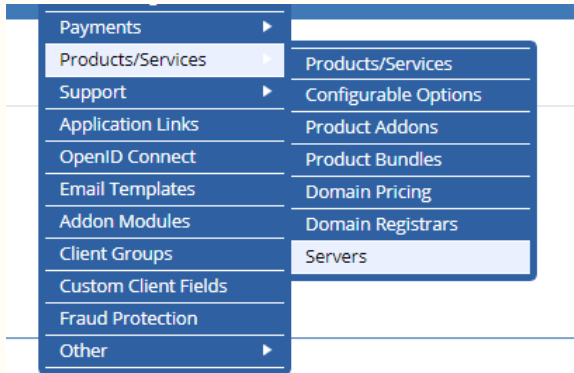 Payments
Products/Services
Support
Application Links
OpenID Connect
Email Templates
Addon Modules
Client Groups
Custom Client Fields
Fraud Protection
Other
Products/Services
Configurable Options
Product Addons
Product Bundles
Domain Pricing
Domain Registrars
Servers